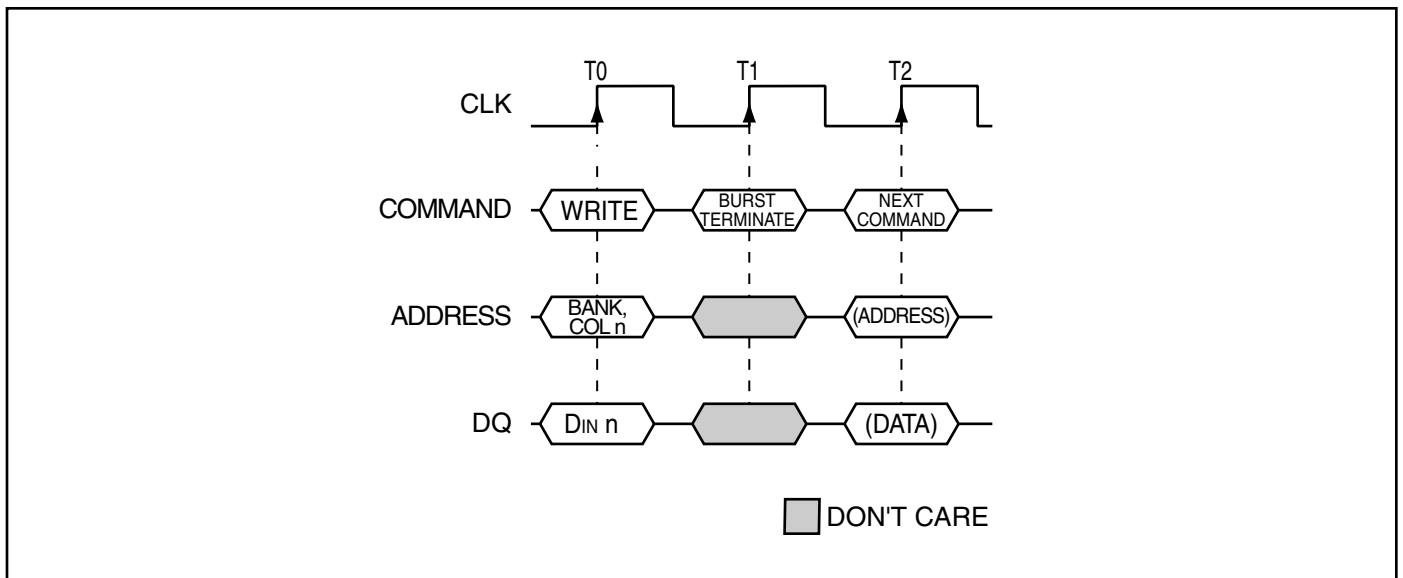 T0 T1 T2
CLK
COMMAND WRITE BURST TERMINATE NEXT COMMAND
ADDRESS BANK, COL n (ADDRESS)
DQ DIN n (DATA)
DON'T CARE